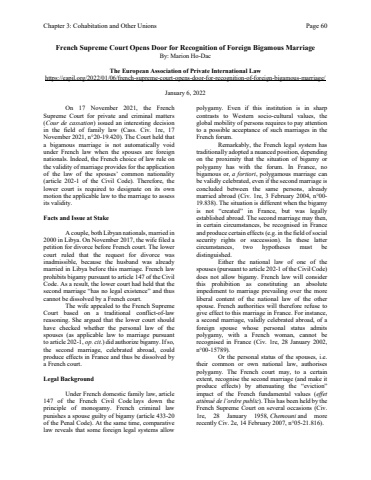 Chapter 3: Cohabitation and Other Unions Page 60
French Supreme Court Opens Door for Recognition of Foreign Bigamous Marriage
By: Marion Ho-Dac
The European Association of Private International Law
https://eapil.org/2022/01/06/french-supreme-court-opens-door-for-recognition-of-foreign-bigamous-marriage/
January 6, 2022
On 17 November 2021, the French
Supreme Court for private and criminal matters
(Cour de cassation) issued an interesting decision
in the field of family law (Cass. Civ. 1re, 17
November 2021, n°20-19.420). The Court held that
a bigamous marriage is not automatically void
under French law when the spouses are foreign
nationals. Indeed, the French choice of law rule on
the validity of marriage provides for the application
of the law of the spouses' common nationality
(article 202-1 of the Civil Code). Therefore, the
lower court is required to designate on its own
motion the applicable law to the marriage to assess
its validity.
Facts and Issue at Stake
A couple, both Libyan nationals, married in
2000 in Libya. On November 2017, the wife filed a
petition for divorce before French court. The lower
court ruled that the request for divorce was
inadmissible, because the husband was already
married in Libya before this marriage. French law
prohibits bigamy pursuant to article 147 of the Civil
Code. As a result, the lower court had held that the
second marriage "has no legal existence" and thus
cannot be dissolved by a French court.
The wife appealed to the French Supreme
Court based on a traditional conflict-of-law
reasoning. She argued that the lower court should
have checked whether the personal law of the
spouses (as applicable law to marriage pursuant
to article 202-1, op. cit.) did authorize bigamy. If so,
the second marriage, celebrated abroad, could
produce effects in France and thus be dissolved by
a French court.
Legal Background
Under French domestic family law, article
147 of the French Civil Code lays down the
principle of monogamy. French criminal law
punishes a spouse guilty of bigamy (article 433-20
of the Penal Code). At the same time, comparative
law reveals that some foreign legal systems allow
polygamy. Even if this institution is in sharp
contrasts to Western socio-cultural values, the
global mobility of persons requires to pay attention
to a possible acceptance of such marriages in the
French forum.
Remarkably, the French legal system has
traditionally adopted a nuanced position, depending
on the proximity that the situation of bigamy or
polygamy has with the forum. In France, no
bigamous or, a fortiori, polygamous marriage can
be validly celebrated, even if the second marriage is
concluded between the same persons, already
married abroad (Civ. 1re, 3 February 2004, n°00-
19.838). The situation is different when the bigamy
is not "created" in France, but was legally
established abroad. The second marriage may then,
in certain circumstances, be recognised in France
and produce certain effects (e.g. in the field of social
security rights or succession). In these latter
circumstances, two hypotheses must be
distinguished.
Either the national law of one of the
spouses (pursuant to article 202-1 of the Civil Code)
does not allow bigamy. French law will consider
this prohibition as constituting an absolute
impediment to marriage prevailing over the more
liberal content of the national law of the other
spouse. French authorities will therefore refuse to
give effect to this marriage in France. For instance,
a second marriage, validly celebrated abroad, of a
foreign spouse whose personal status admits
polygamy, with a French woman, cannot be
recognised in France (Civ. 1re, 28 January 2002,
n°00-15789).
Or the personal status of the spouses, i.e.
their common or own national law, authorises
polygamy. The French court may, to a certain
extent, recognise the second marriage (and make it
produce effects) by attenuating the "eviction"
impact of the French fundamental values (effet
atténué de l'ordre public). This has been held by the
French Supreme Court on several occasions (Civ.
1re, 28 January 1958, Chemouni and more
recently Civ. 2e, 14 February 2007, n°05-21.816).